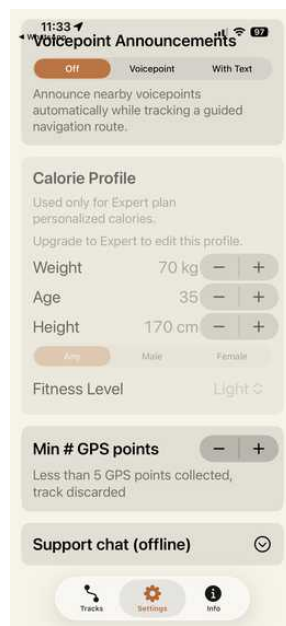 11:33
97
Voicepoint Announcements
Off Voicepoint With Text
Announce nearby voicepoints
automatically while tracking a guided
navigation route.
Calorie Profile
Used only for Expert plan
personalized calories.
Upgrade to Expert to edit this profile.
Weight 70 kg − +
Age 35 − +
Height 170 cm − +
Any Male Female
Fitness Level Light
Min # GPS points − +
Less than 5 GPS points collected,
track discarded
Support chat (offline)
Tracks Settings Info